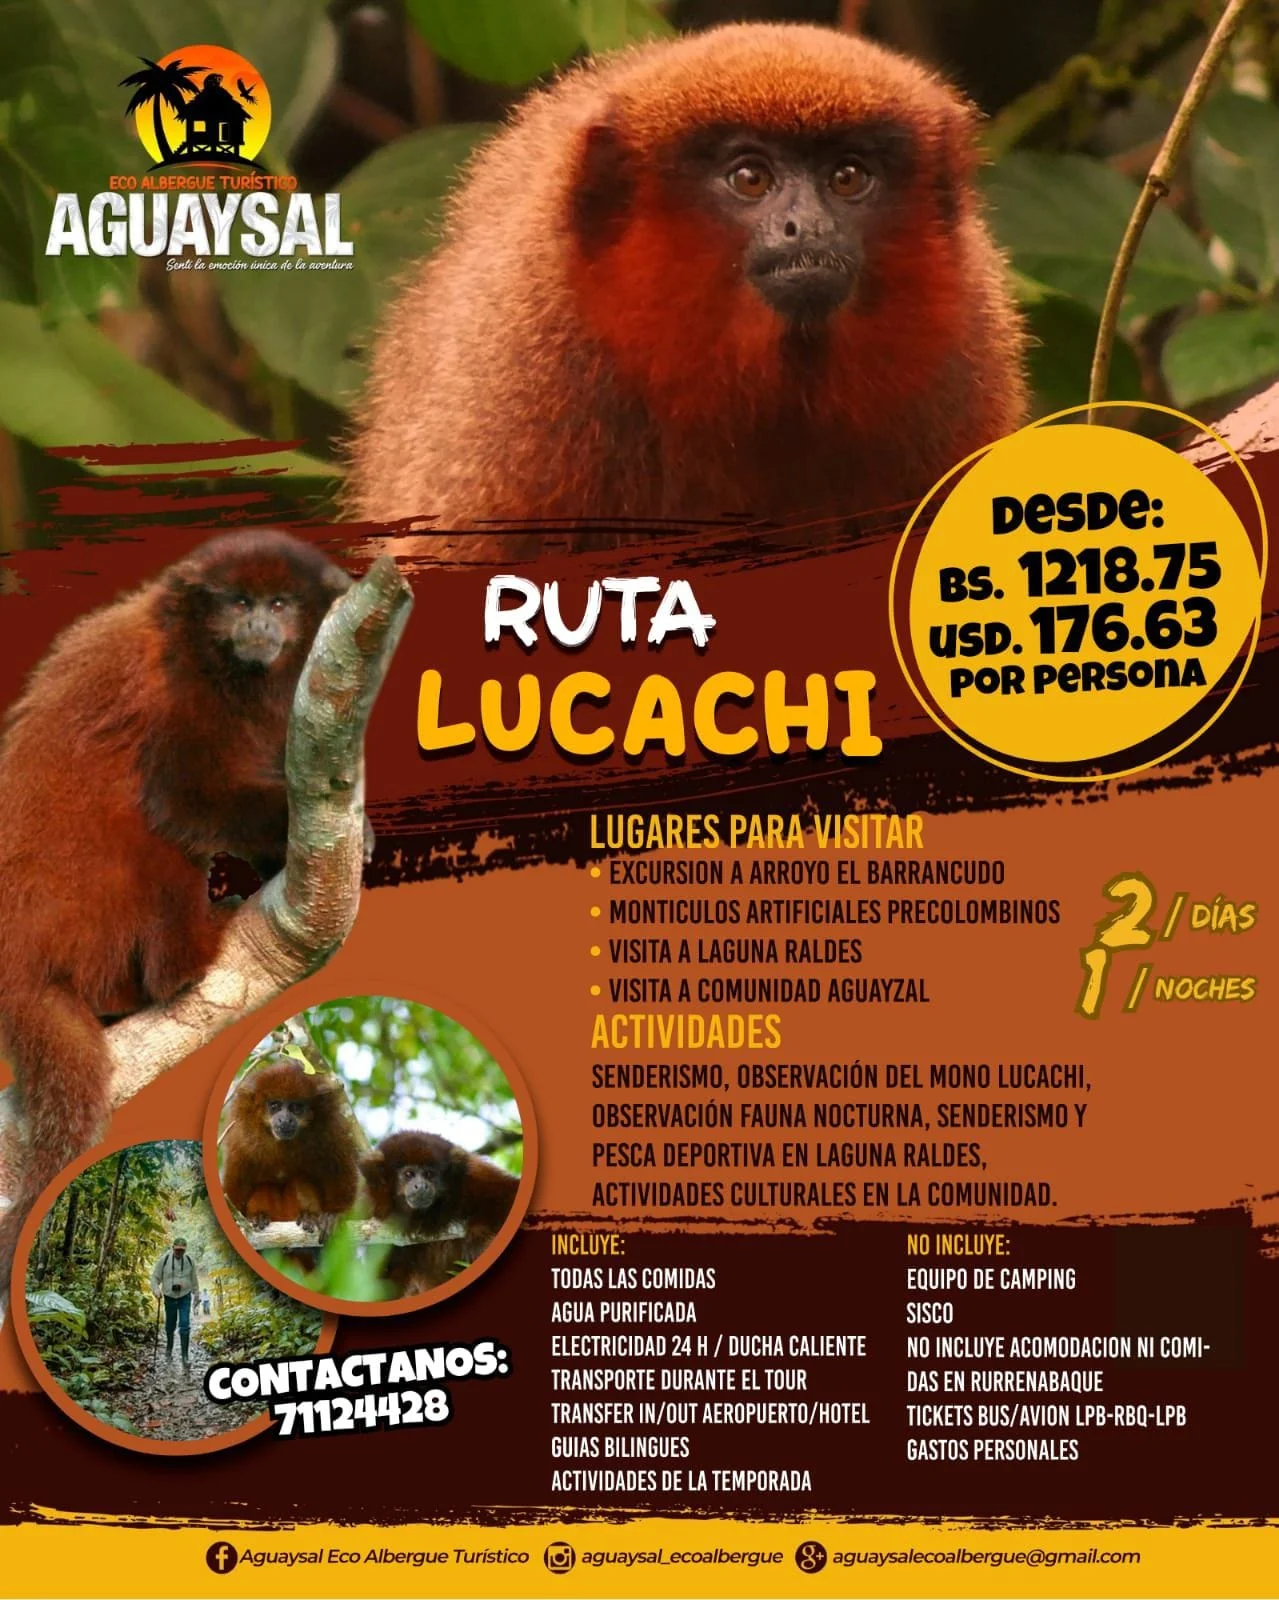 ECO ALBERGUE TURÍSTICO
AGUAYSAL
Sentí la emoción única de la aventura
DESDE:
BS. 1218.75
USD. 176.63
POR PERSONA
RUTA
LUCACHI
LUGARES PARA VISITAR
• EXCURSION A ARROYO EL BARRANCUDO
• MONTICULOS ARTIFICIALES PRECOLOMBINOS
• VISITA A LAGUNA RALDES
• VISITA A COMUNIDAD AGUAYZAL
2 / DÍAS
1 / NOCHES
ACTIVIDADES
SENDERISMO, OBSERVACIÓN DEL MONO LUCACHI,
OBSERVACIÓN FAUNA NOCTURNA, SENDERISMO Y
PESCA DEPORTIVA EN LAGUNA RALDES,
ACTIVIDADES CULTURALES EN LA COMUNIDAD.
INCLUYE:
TODAS LAS COMIDAS
AGUA PURIFICADA
ELECTRICIDAD 24 H / DUCHA CALIENTE
TRANSPORTE DURANTE EL TOUR
TRANSFER IN/OUT AEROPUERTO/HOTEL
GUIAS BILINGUES
ACTIVIDADES DE LA TEMPORADA
NO INCLUYE:
EQUIPO DE CAMPING
SISCO
NO INCLUYE ACOMODACION NI COMI-
DAS EN RURRENABAQUE
TICKETS BUS/AVION LPB-RBQ-LPB
GASTOS PERSONALES
CONTACTANOS:
71124428
Aguaysal Eco Albergue Turístico
aguaysal_ecoalbergue
aguaysalecoalbergue@gmail.com